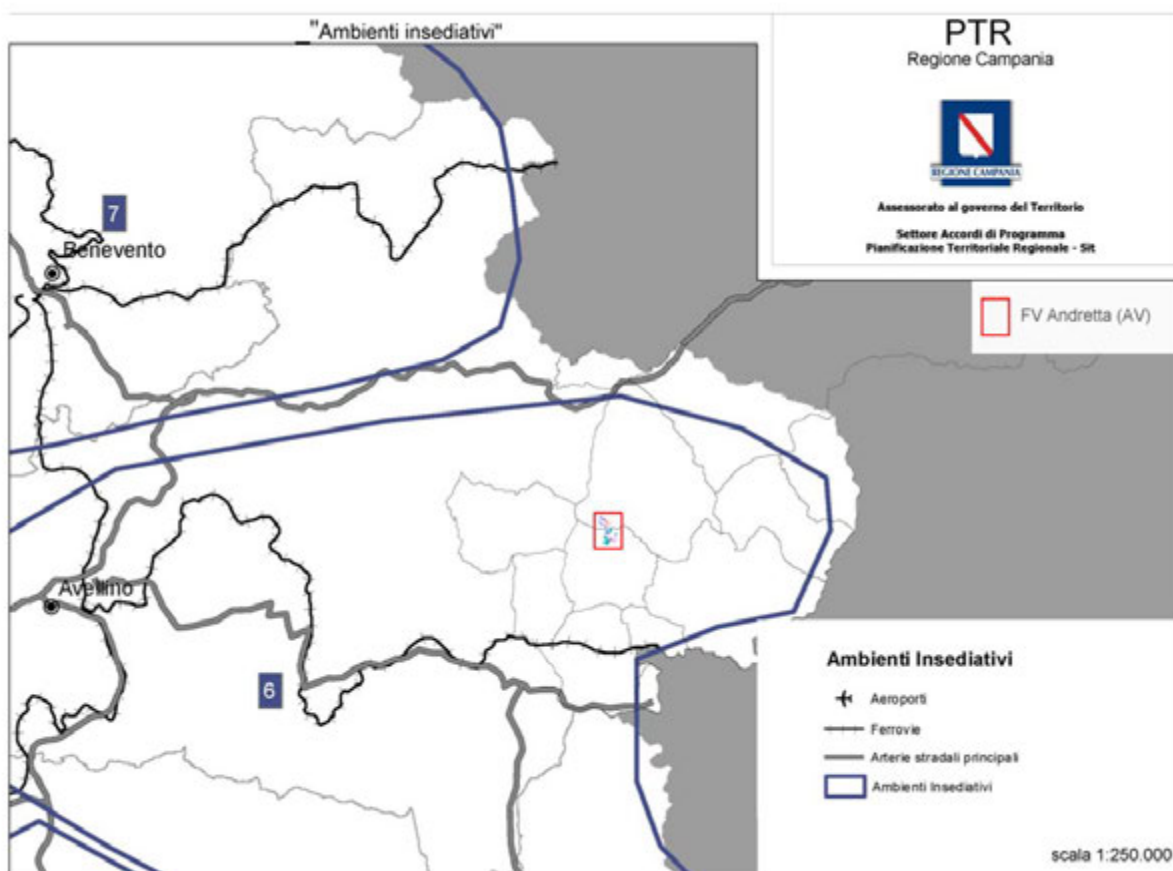 _"Ambienti insediativi"
PTR
Regione Campania
REGIONE CAMPANIA
Assessorato al governo del Territorio
Settore Accordi di Programma
Pianificazione Territoriale Regionale - Sit
FV Andretta (AV)
7
Benevento
Avellino
6
Ambienti Insediativi
Aeroporti
Ferrovie
Arterie stradali principali
Ambienti Insediativi
scala 1:250.000